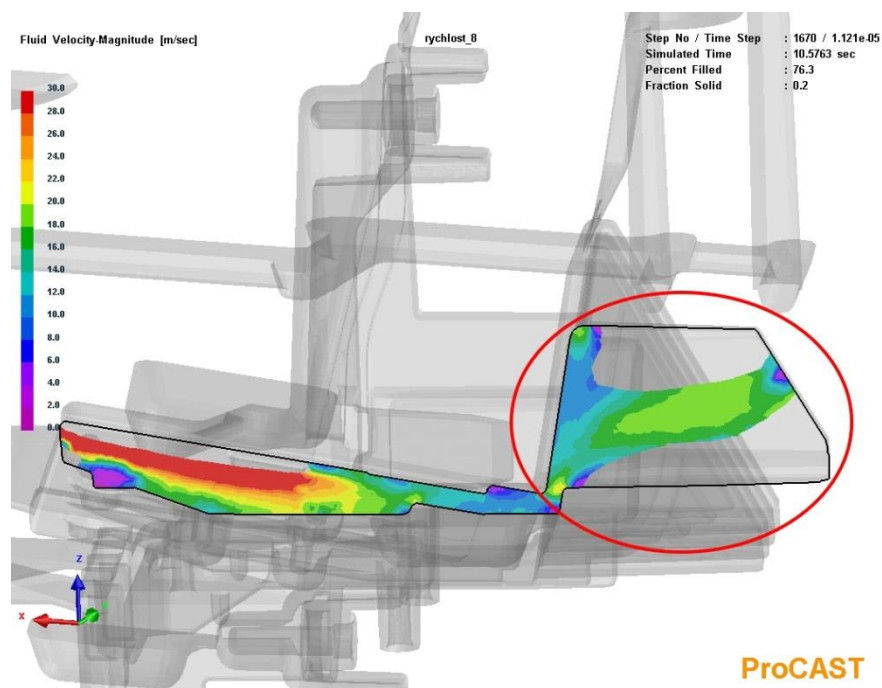 Fluid Velocity-Magnitude [m/sec]
rychlost_8
Step No / Time Step : 1670 / 1.121e-05
Simulated Time : 10.5763 sec
Percent Filled : 76.3
Fraction Solid : 0.2
30.0
28.0
26.0
24.0
22.0
20.0
18.0
16.0
14.0
12.0
10.0
8.0
6.0
4.0
2.0
0.0
Z
X
ProCAST